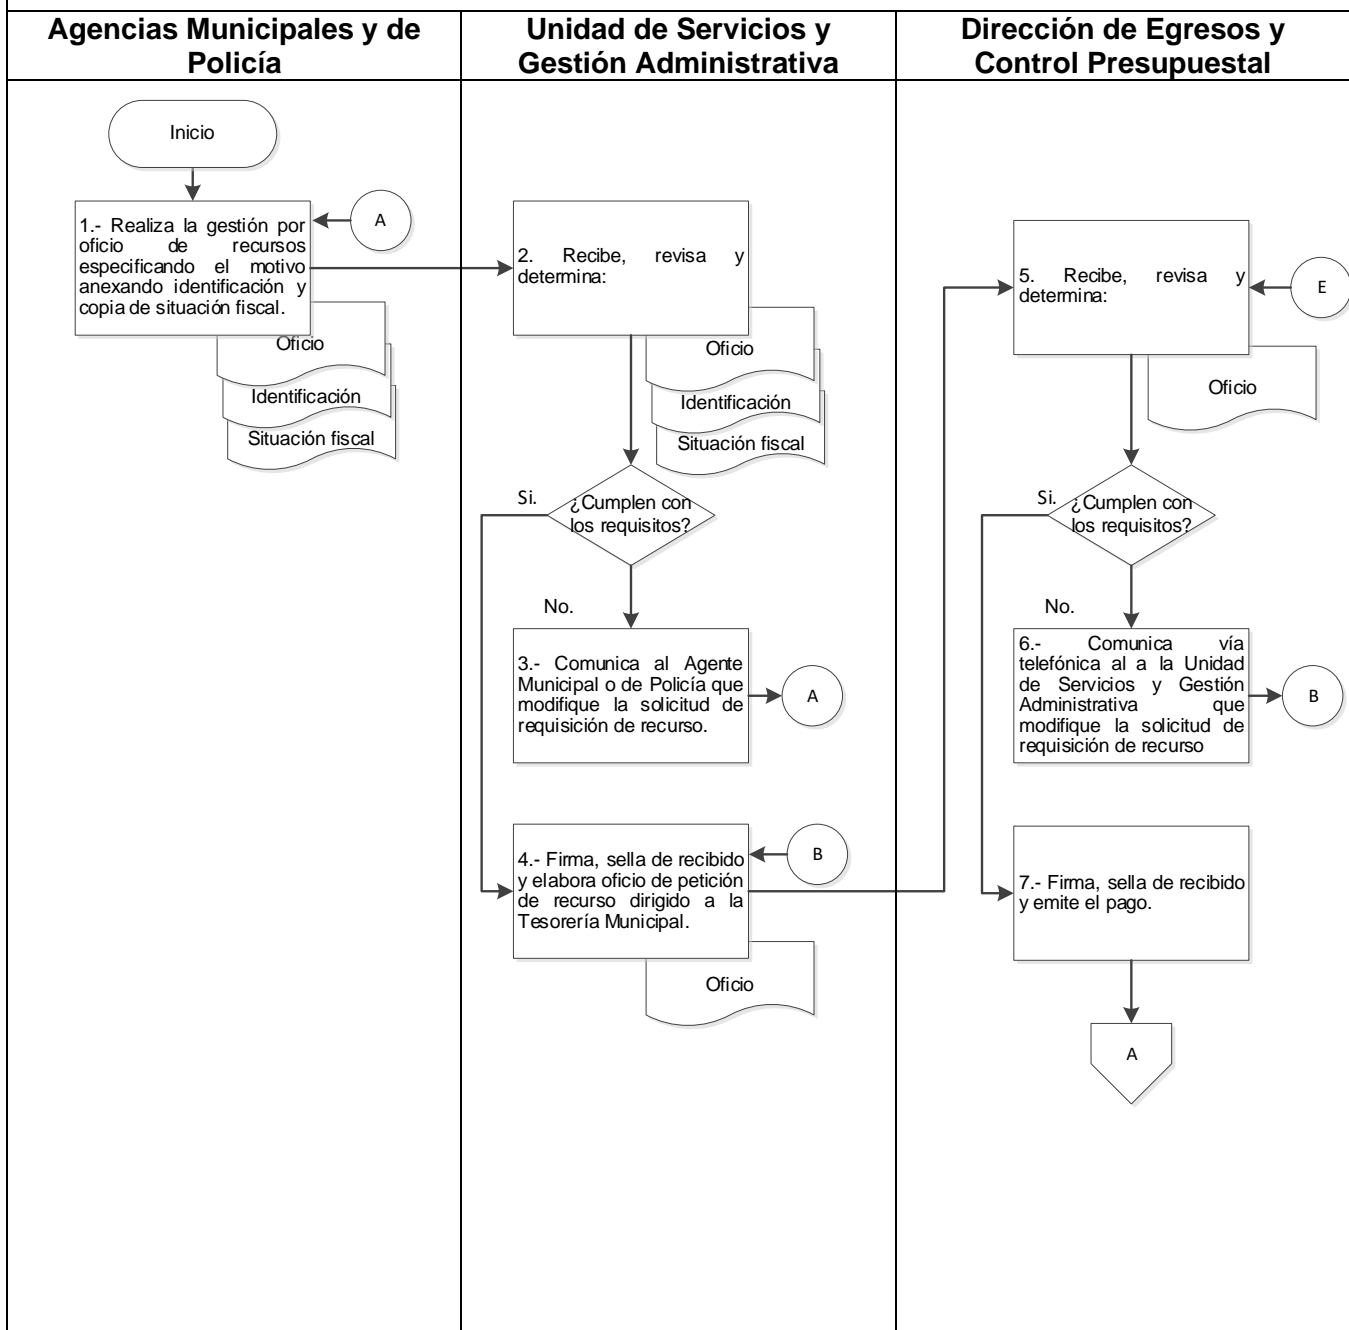 Agencias Municipales y de
Policía
Unidad de Servicios y
Gestión Administrativa
Dirección de Egresos y
Control Presupuestal
Inicio
1.- Realiza la gestión por
oficio de recursos
especificando el motivo
anexando identificación y
copia de situación fiscal.
A
Oficio
Identificación
Situación fiscal
2. Recibe, revisa y
determina:
Oficio
Identificación
Situación fiscal
¿Cumplen con
los requisitos?
Si.
No.
3.- Comunica al Agente
Municipal o de Policía que
modifique la solicitud de
requisición de recurso.
A
4.- Firma, sella de recibido
y elabora oficio de petición
de recurso dirigido a la
Tesorería Municipal.
B
Oficio
5. Recibe, revisa y
determina:
E
Oficio
¿Cumplen con
los requisitos?
Si.
No.
6.- Comunica vía
telefónica al a la Unidad
de Servicios y Gestión
Administrativa que
modifique la solicitud de
requisición de recurso
B
7.- Firma, sella de recibido
y emite el pago.
A